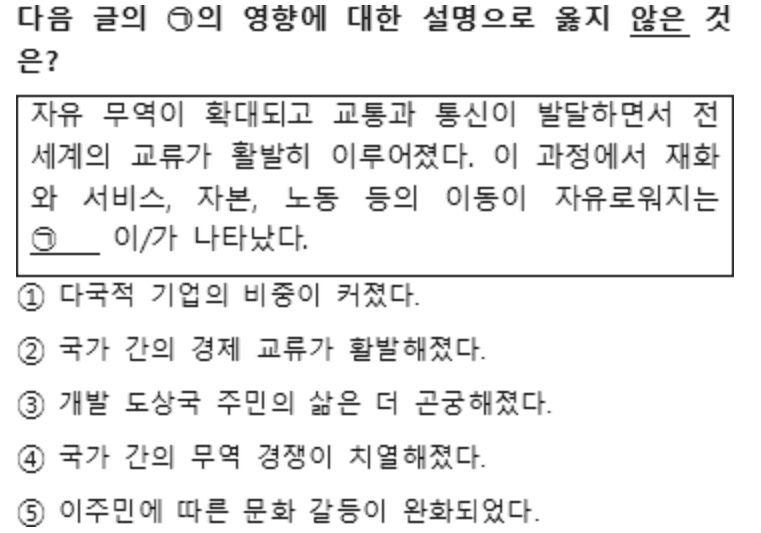 다음 글의 ㉠의 영향에 대한 설명으로 옳지 않은 것
은?
자유 무역이 확대되고 교통과 통신이 발달하면서 전
세계의 교류가 활발히 이루어졌다. 이 과정에서 재화
와 서비스, 자본, 노동 등의 이동이 자유로워지는
㉠ 이/가 나타났다.
① 다국적 기업의 비중이 커졌다.
② 국가 간의 경제 교류가 활발해졌다.
③ 개발 도상국 주민의 삶은 더 곤궁해졌다.
④ 국가 간의 무역 경쟁이 치열해졌다.
⑤ 이주민에 따른 문화 갈등이 완화되었다.